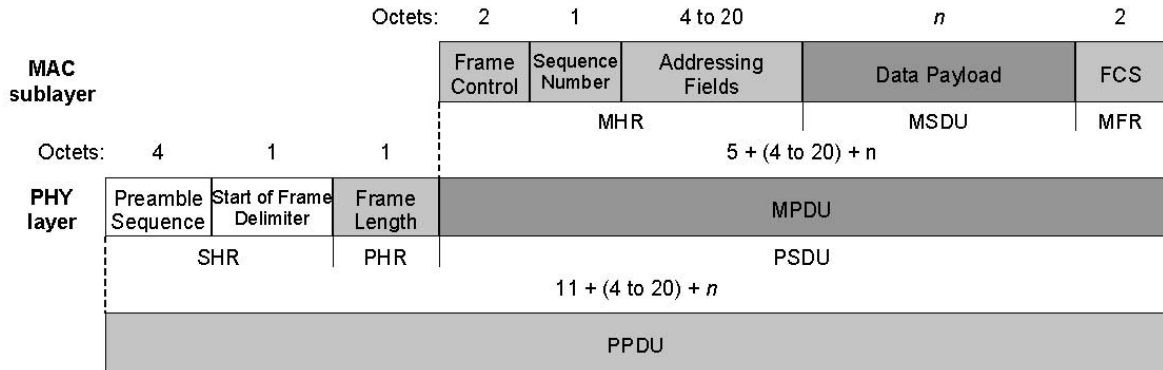 Octets: 2 1 4 to 20 n 2
MAC sublayer
Frame Control
Sequence Number
Addressing Fields
Data Payload
FCS
MHR MSDU MFR
Octets: 4 1 1 5 + (4 to 20) + n
PHY layer
Preamble Sequence
Start of Frame Delimiter
Frame Length
MPDU
SHR PHR PSDU
11 + (4 to 20) + n
PPDU